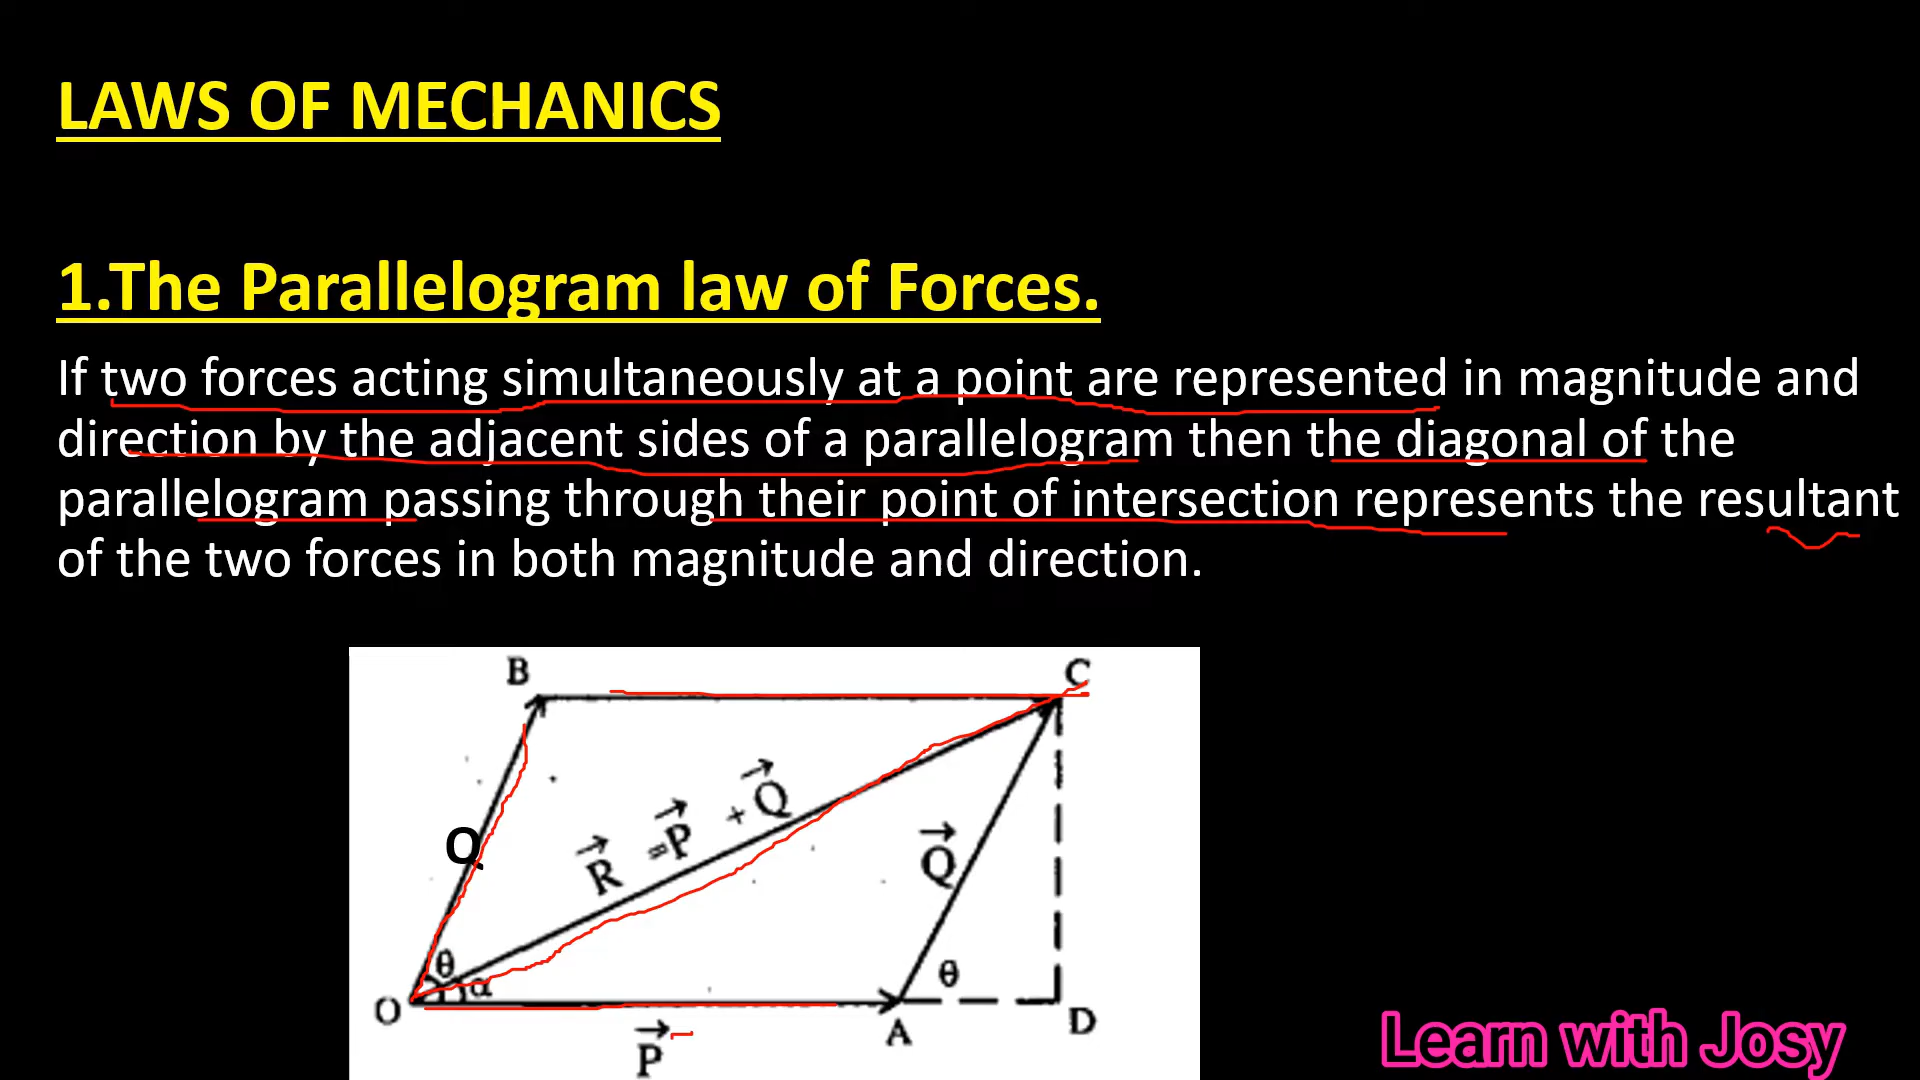 LAWS OF MECHANICS
1.The Parallelogram law of Forces.
If two forces acting simultaneously at a point are represented in magnitude and
direction by the adjacent sides of a parallelogram then the diagonal of the
parallelogram passing through their point of intersection represents the resultant
of the two forces in both magnitude and direction.
B
C
Q
R⃗ = P⃗ + Q⃗
Q⃗
θ
α
θ
O
A
D
P⃗
Learn with Josy